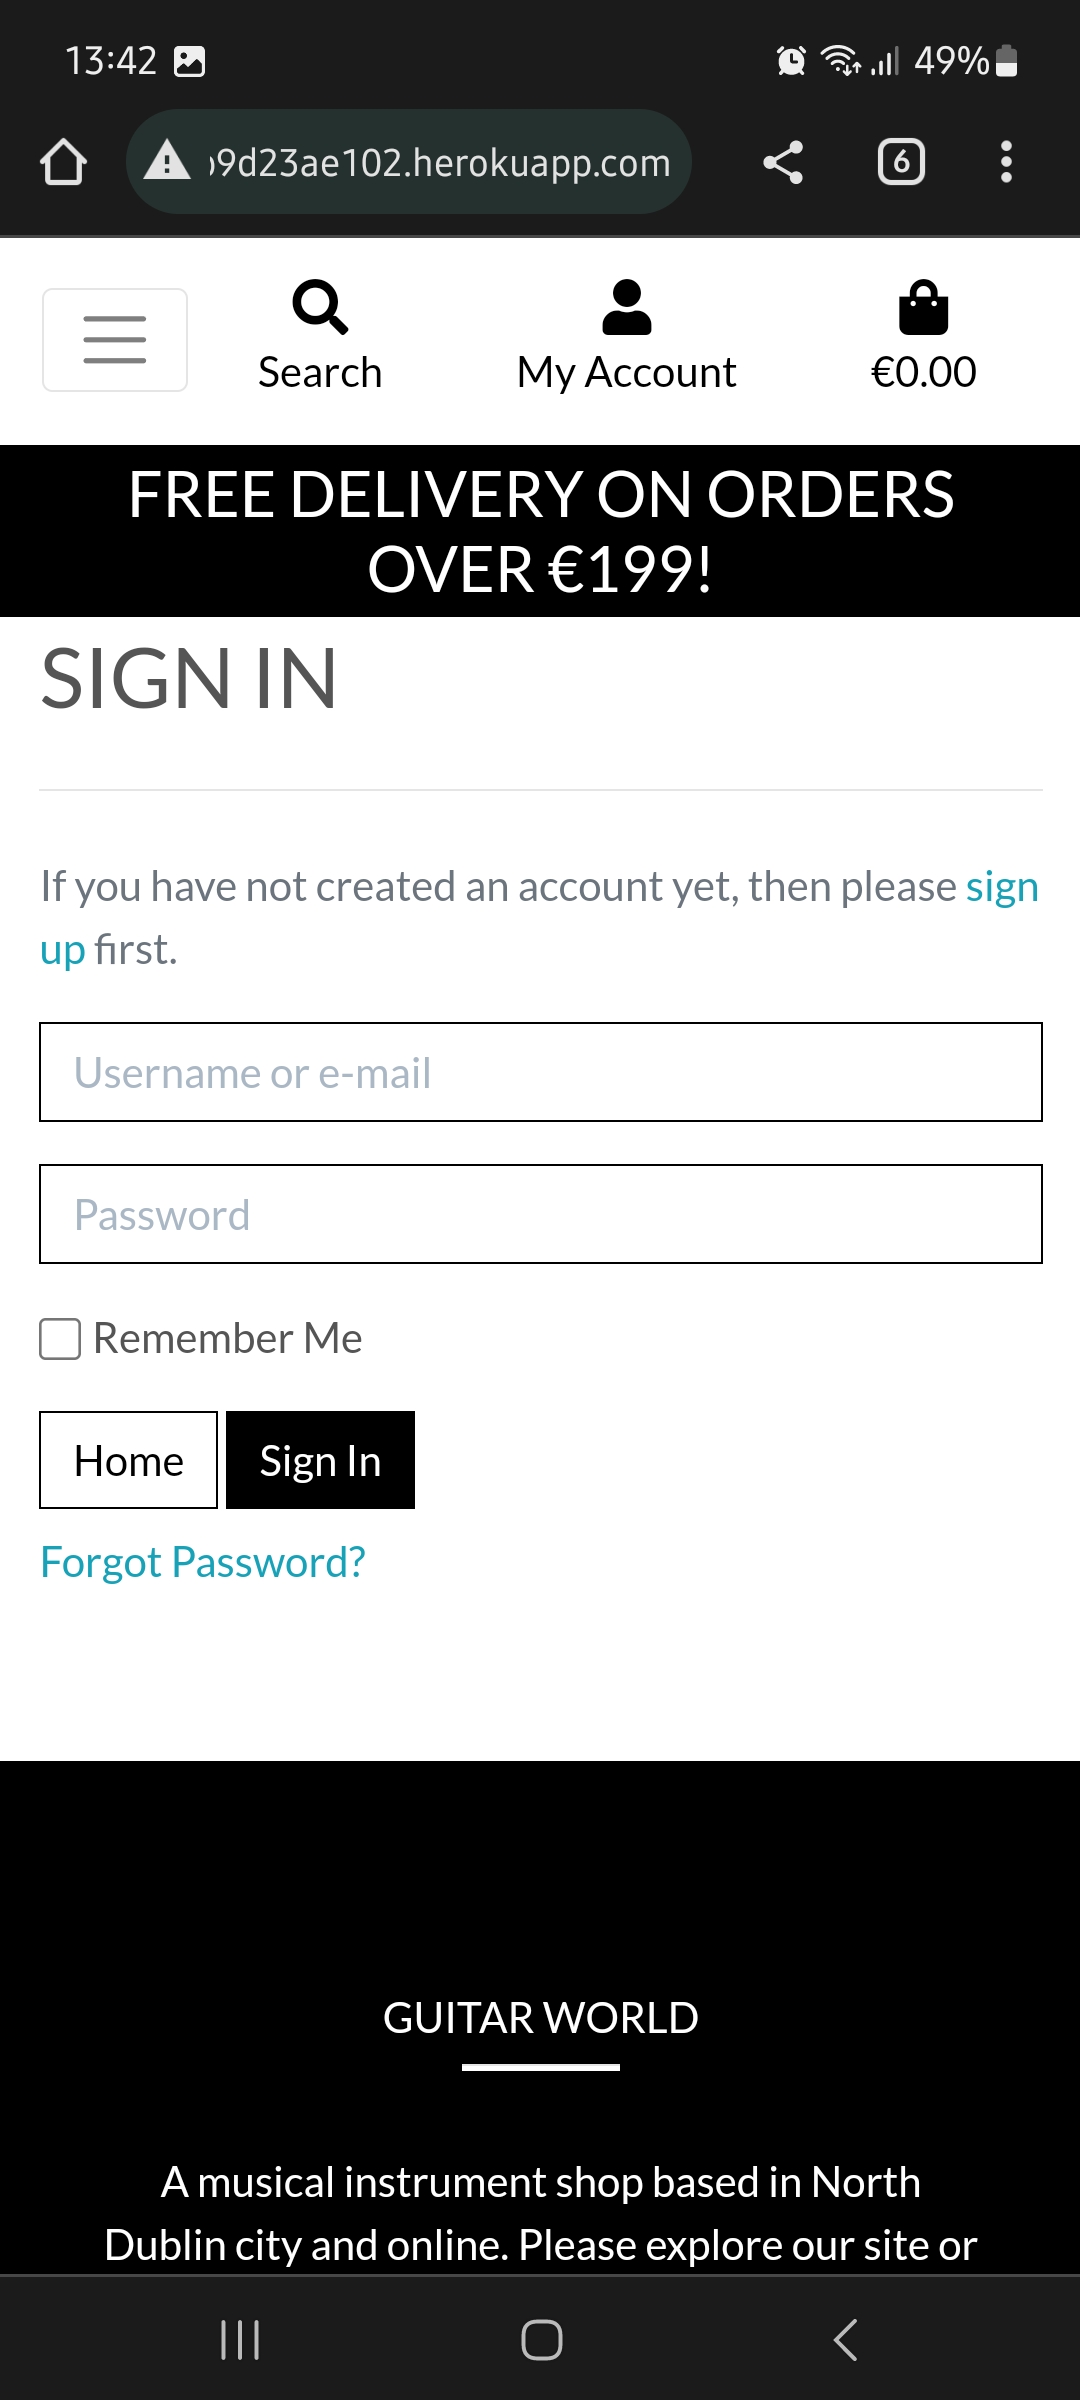 13:42
49%
9d23ae102.herokuapp.com
6
Search
My Account
€0.00
FREE DELIVERY ON ORDERS
OVER €199!
SIGN IN
If you have not created an account yet, then please sign
up first.
Username or e-mail
Password
Remember Me
Home
Sign In
Forgot Password?
GUITAR WORLD
A musical instrument shop based in North
Dublin city and online. Please explore our site or